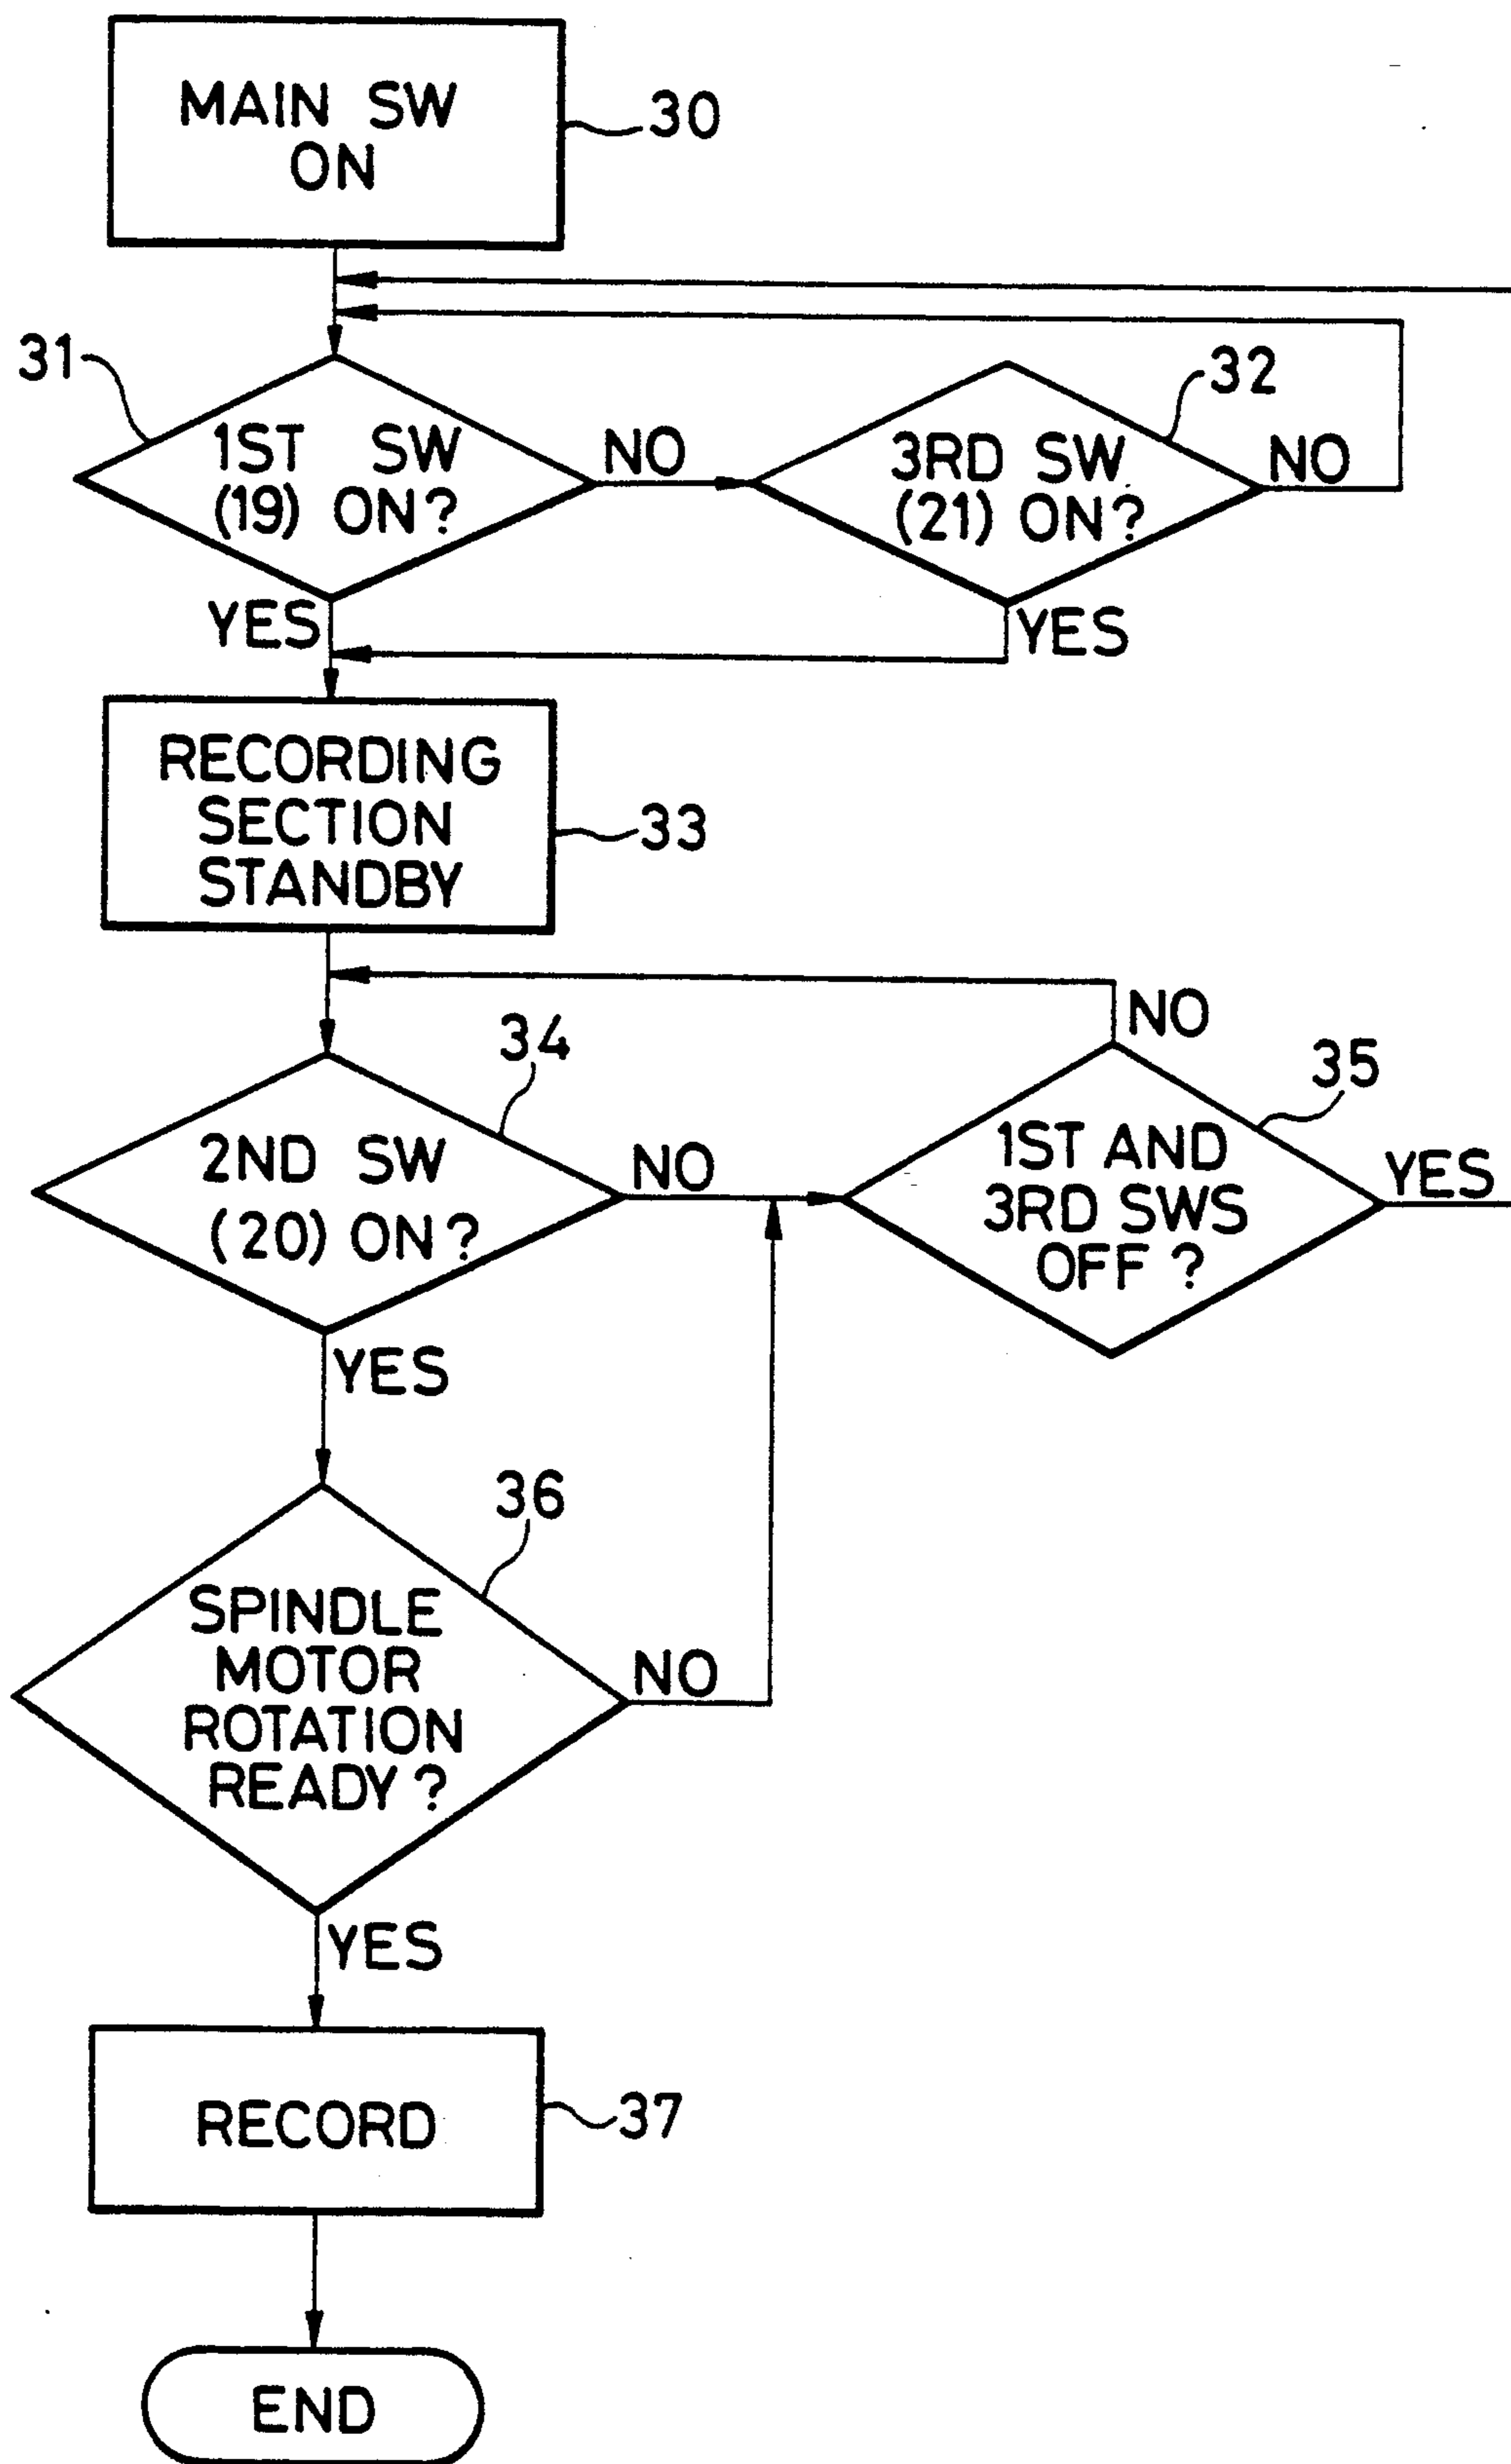 MAIN SW
ON
30
31
1ST SW
(19) ON?
NO
32
3RD SW
(21) ON?
NO
YES
YES
RECORDING
SECTION
STANDBY
33
34
2ND SW
(20) ON?
NO
NO
35
1ST AND
3RD SWS
OFF ?
YES
YES
36
SPINDLE
MOTOR
ROTATION
READY ?
NO
YES
RECORD
37
END